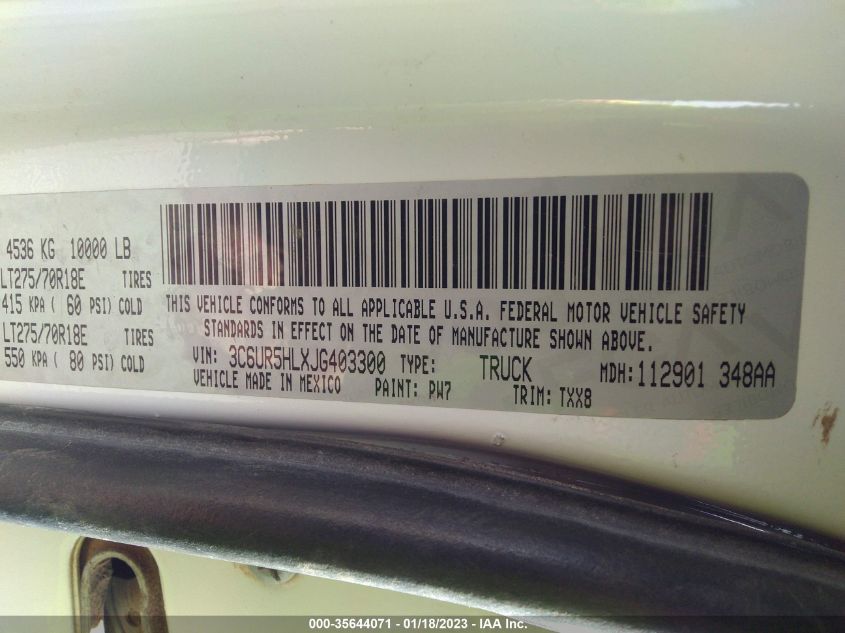 4536 KG 10000 LB
LT275/70R18E TIRES
415 KPA ( 60 PSI) COLD
LT275/70R18E TIRES
550 KPA ( 80 PSI) COLD
THIS VEHICLE CONFORMS TO ALL APPLICABLE U.S.A. FEDERAL MOTOR VEHICLE SAFETY
STANDARDS IN EFFECT ON THE DATE OF MANUFACTURE SHOWN ABOVE.
VIN: 3C6UR5HLXJG403300 TYPE: TRUCK MDH:112901 348AA
VEHICLE MADE IN MEXICO PAINT: PW7 TRIM: TXX8
000-35644071 - 01/18/2023 - IAA Inc.